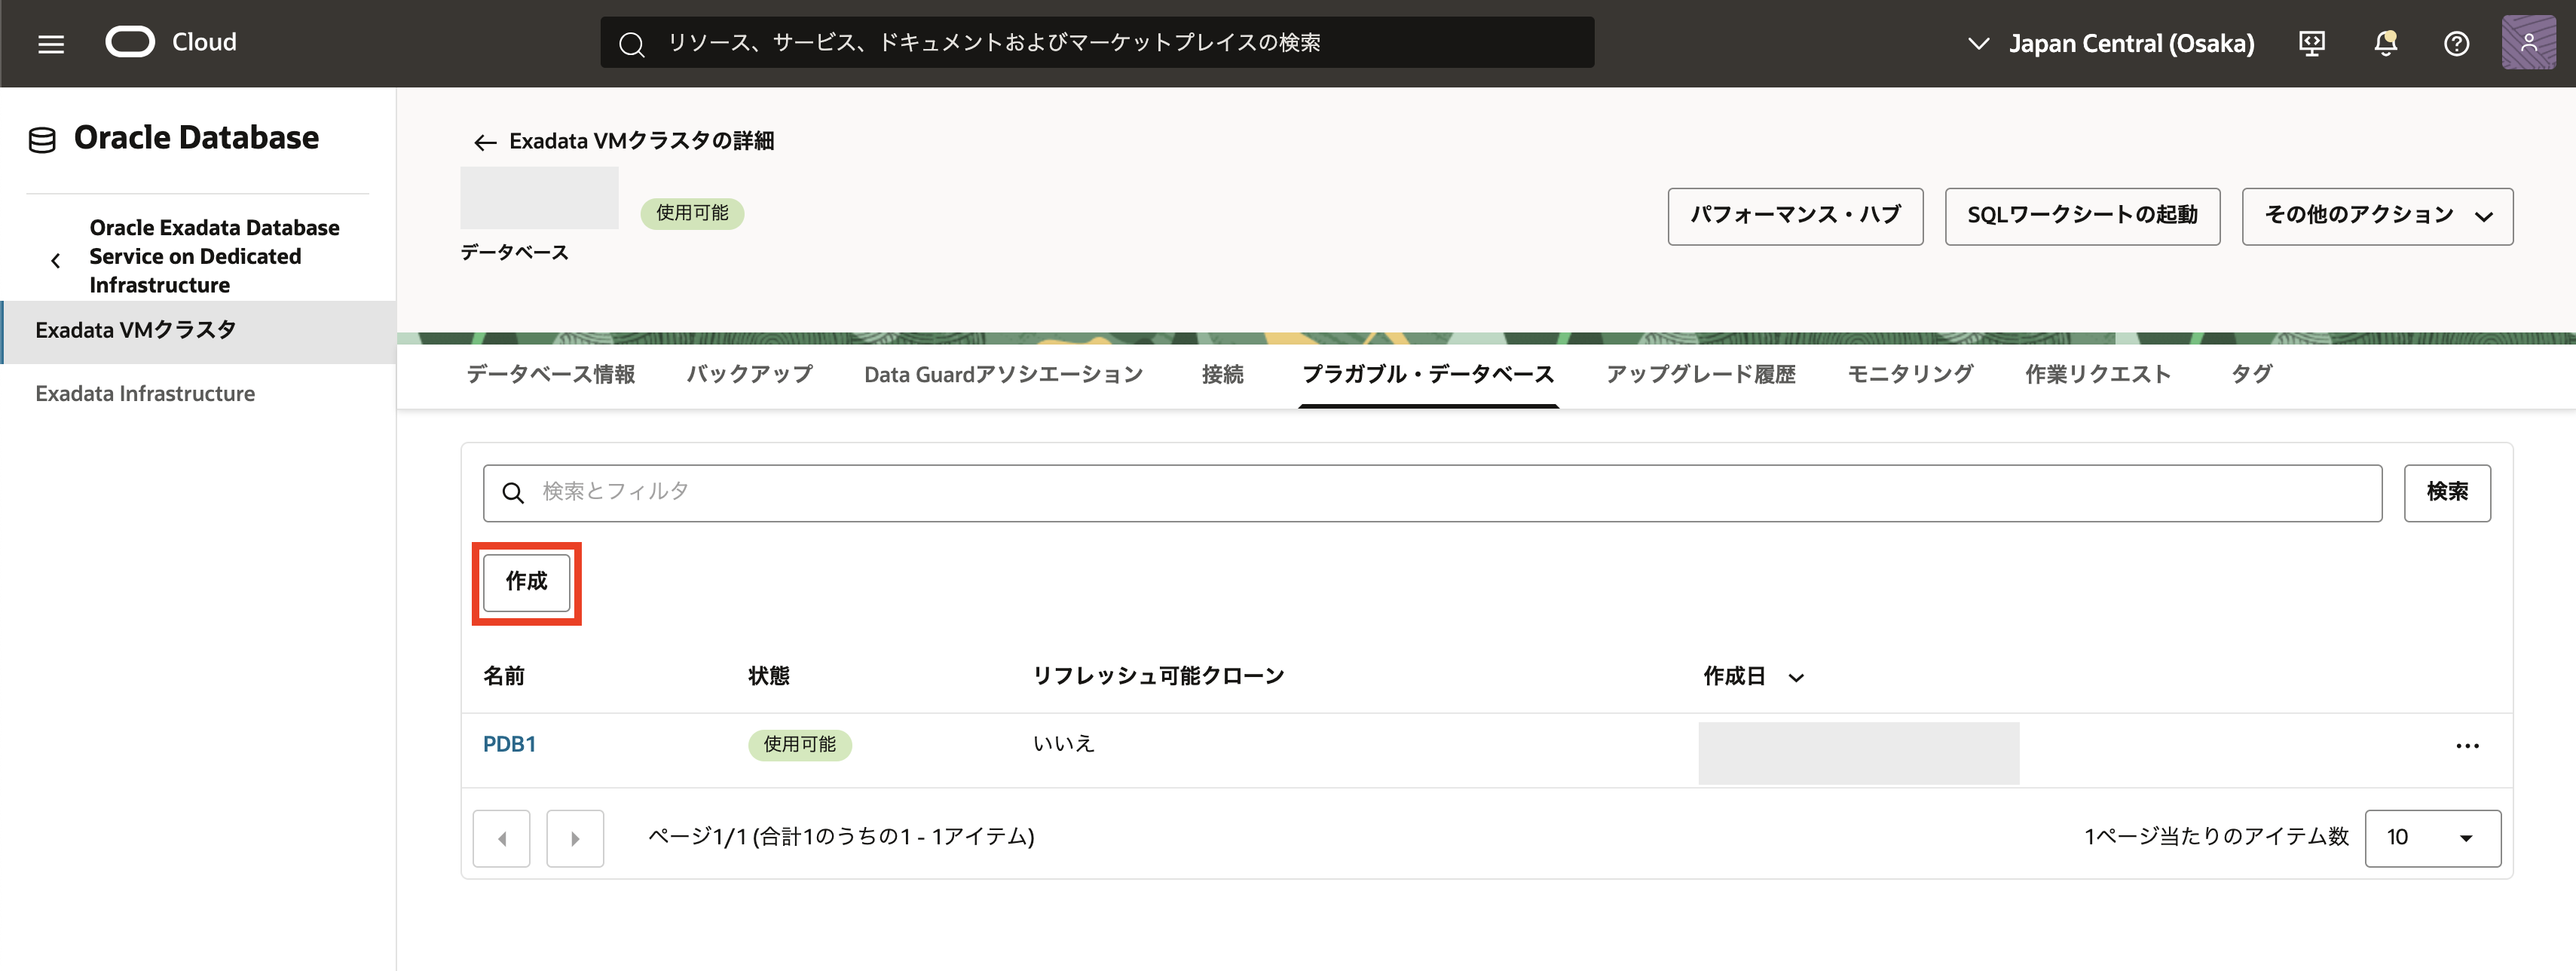 Cloud
リソース、サービス、ドキュメントおよびマーケットプレイスの検索
Japan Central (Osaka)
Oracle Database
Oracle Exadata Database
Service on Dedicated
Infrastructure
Exadata VMクラスタ
Exadata Infrastructure
Exadata VMクラスタの詳細
使用可能
データベース
パフォーマンス・ハブ
SQLワークシートの起動
その他のアクション
データベース情報
バックアップ
Data Guardアソシエーション
接続
プラガブル・データベース
アップグレード履歴
モニタリング
作業リクエスト
タグ
検索とフィルタ
検索
作成
名前
状態
リフレッシュ可能クローン
作成日
PDB1
使用可能
いいえ
ページ1/1 (合計1のうちの1 - 1アイテム)
1ページ当たりのアイテム数
10